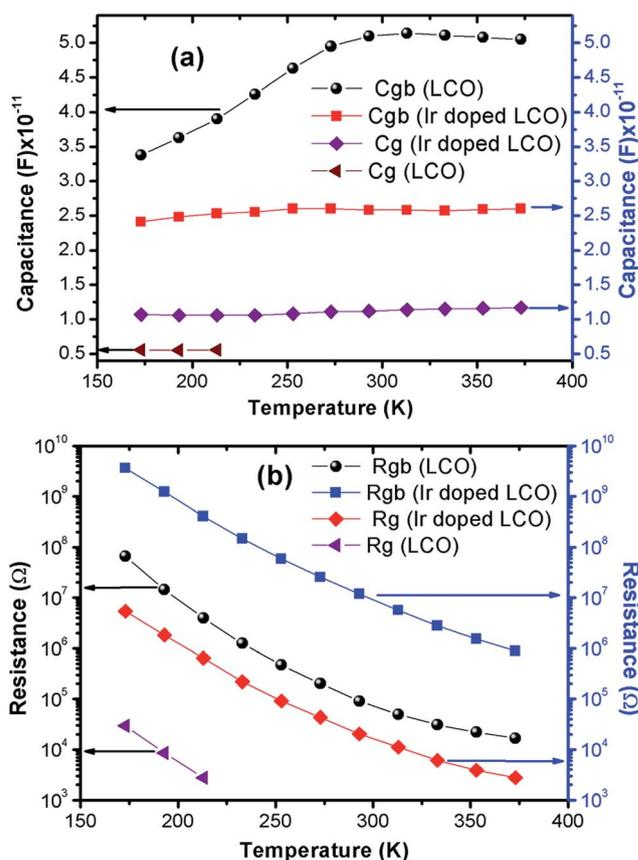 (a)
Capacitance (F)x10⁻¹¹
5.0
4.5
4.0
3.5
3.0
2.5
2.0
1.5
1.0
0.5
Cgb (LCO)
Cgb (Ir doped LCO)
Cg (Ir doped LCO)
Cg (LCO)
5.0
4.5
4.0
3.5
3.0
2.5
2.0
1.5
1.0
0.5
Capacitance (F)x10⁻¹¹
150 200 250 300 350 400
Temperature (K)
(b)
Resistance (Ω)
10¹⁰
10⁹
10⁸
10⁷
10⁶
10⁵
10⁴
10³
Rgb (LCO)
Rgb (Ir doped LCO)
Rg (Ir doped LCO)
Rg (LCO)
10¹⁰
10⁹
10⁸
10⁷
10⁶
10⁵
10⁴
10³
Resistance (Ω)
150 200 250 300 350 400
Temperature (K)